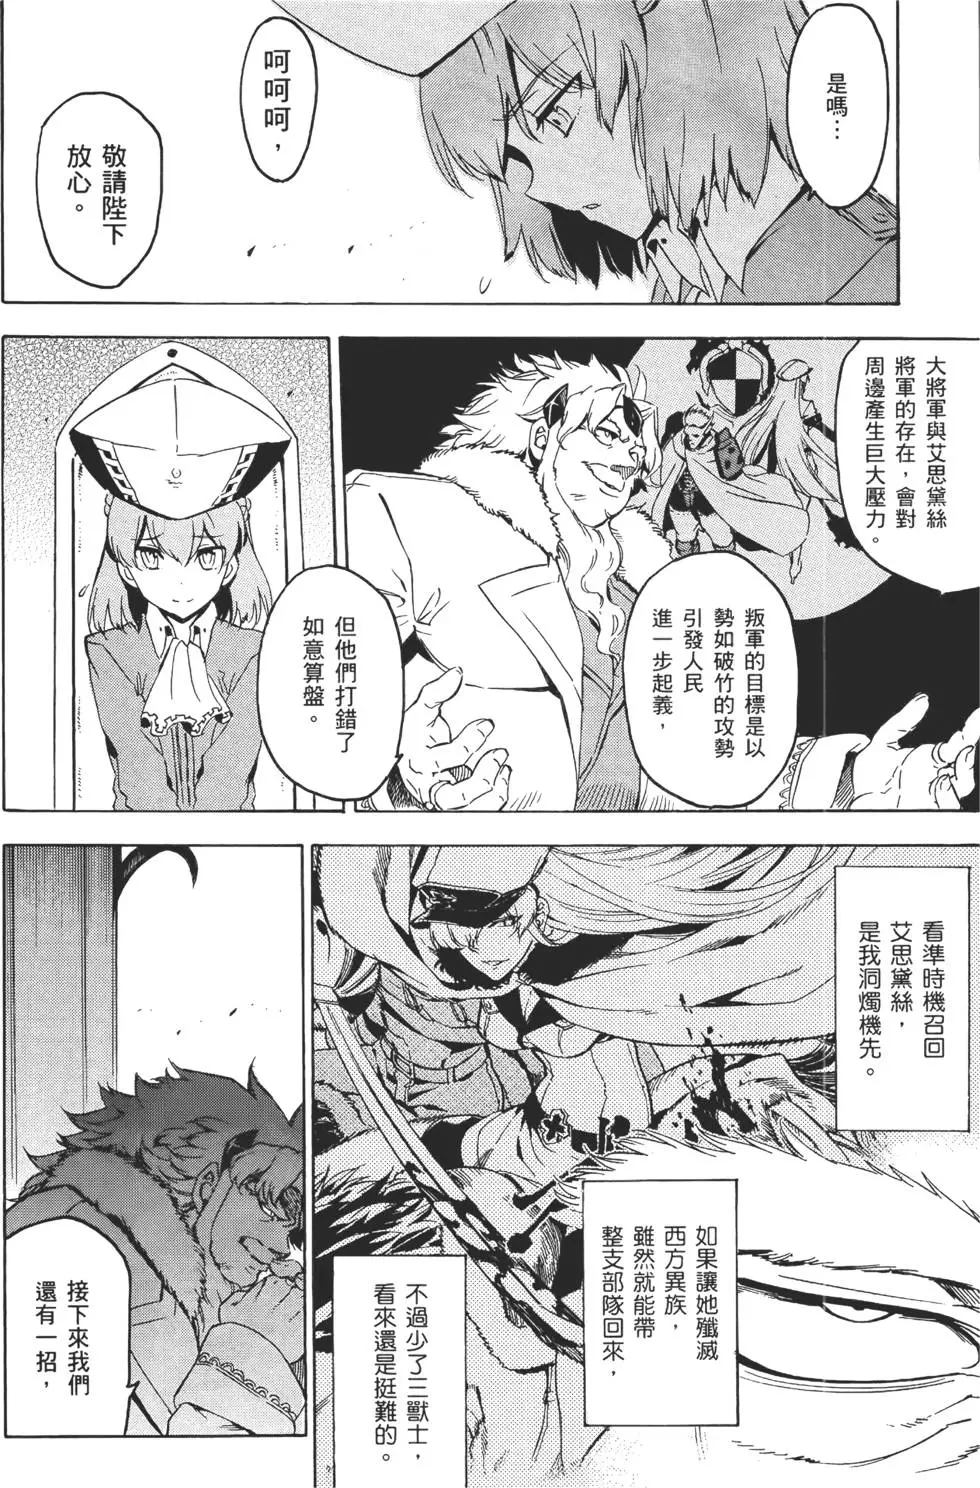 是嗎…
呵呵呵，
敬請陛下
放心。
大將軍與艾思黛絲
將軍的存在，會對
周邊產生巨大壓力。
叛軍的目標是以
勢如破竹的攻勢
引發人民
進一步起義，
但他們打錯了
如意算盤。
看準時機召回
艾思黛絲，
是我洞燭機先。
如果讓她殲滅
西方異族，
雖然就能帶
整支部隊回來，
不過少了三獸士，
看來還是挺難的。
接下來我們
還有一招，